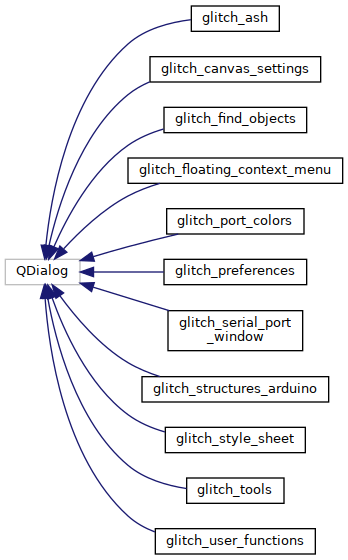 glitch_ash
glitch_canvas_settings
glitch_find_objects
glitch_floating_context_menu
glitch_port_colors
QDialog
glitch_preferences
glitch_serial_port
_window
glitch_structures_arduino
glitch_style_sheet
glitch_tools
glitch_user_functions